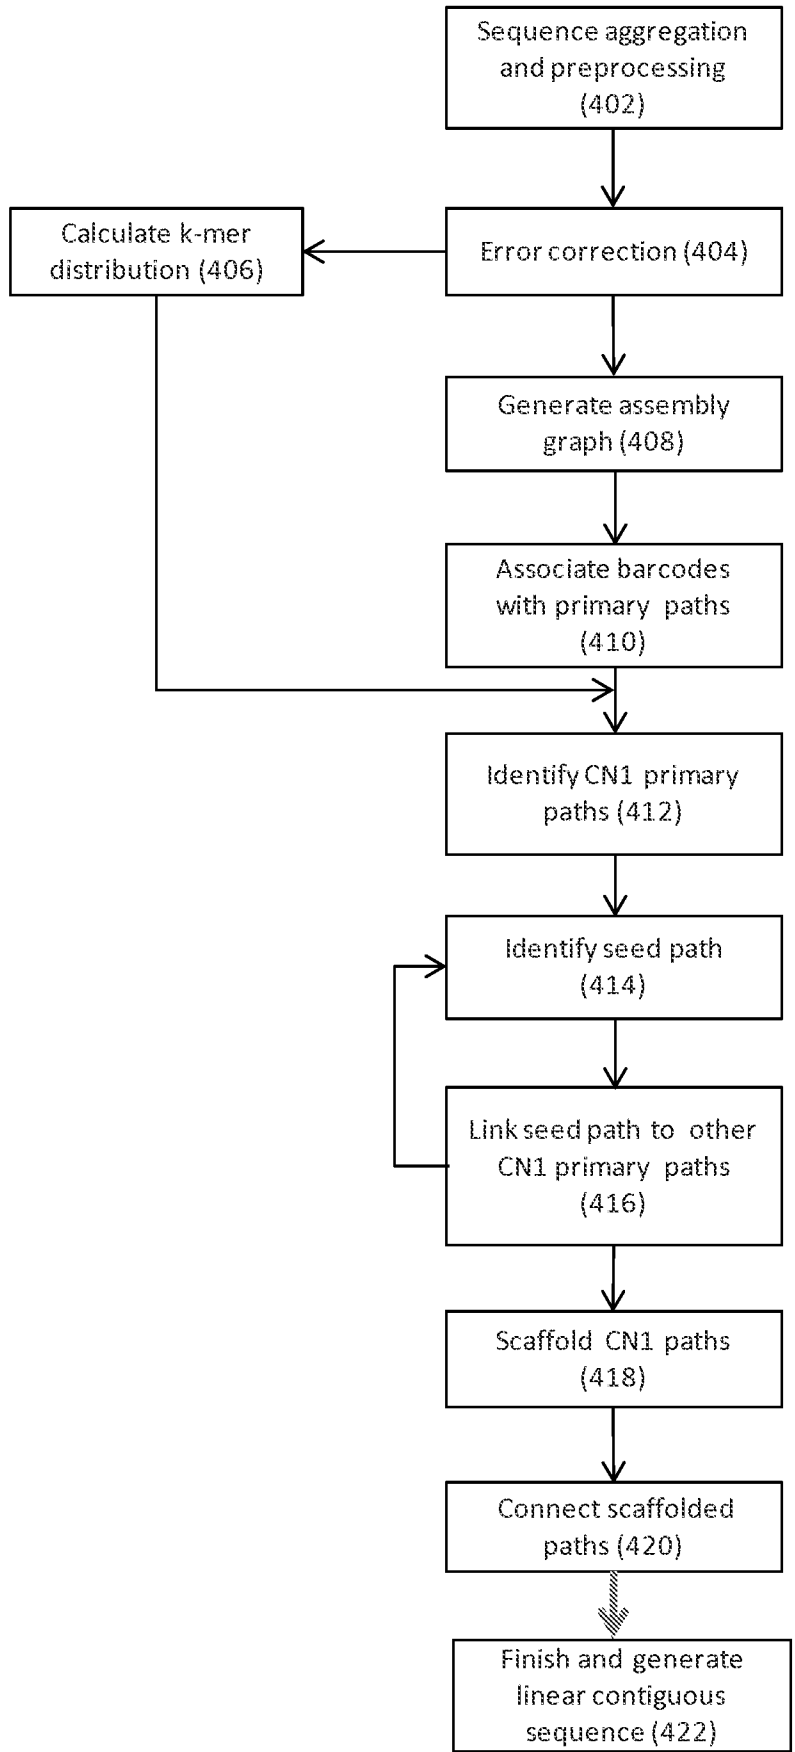 Sequence aggregation
and preprocessing
(402)
Calculate k-mer
distribution (406)
Error correction (404)
Generate assembly
graph (408)
Associate barcodes
with primary paths
(410)
Identify CN1 primary
paths (412)
Identify seed path
(414)
Link seed path to other
CN1 primary paths
(416)
Scaffold CN1 paths
(418)
Connect scaffolded
paths (420)
Finish and generate
linear contiguous
sequence (422)